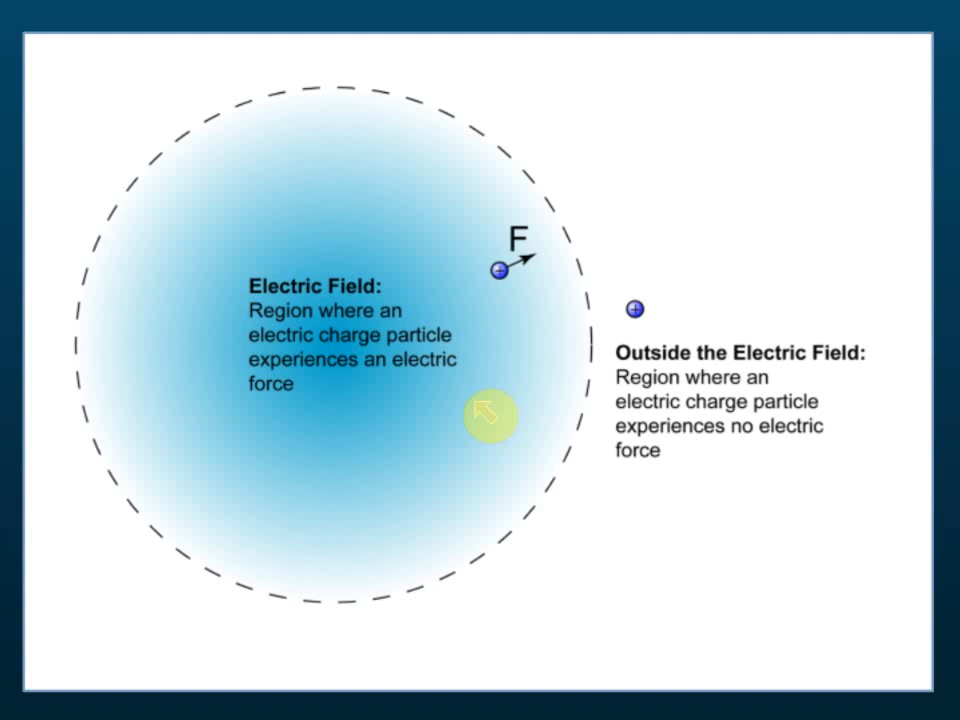 F
Electric Field:
Region where an
electric charge particle
experiences an electric
force
Outside the Electric Field:
Region where an
electric charge particle
experiences no electric
force